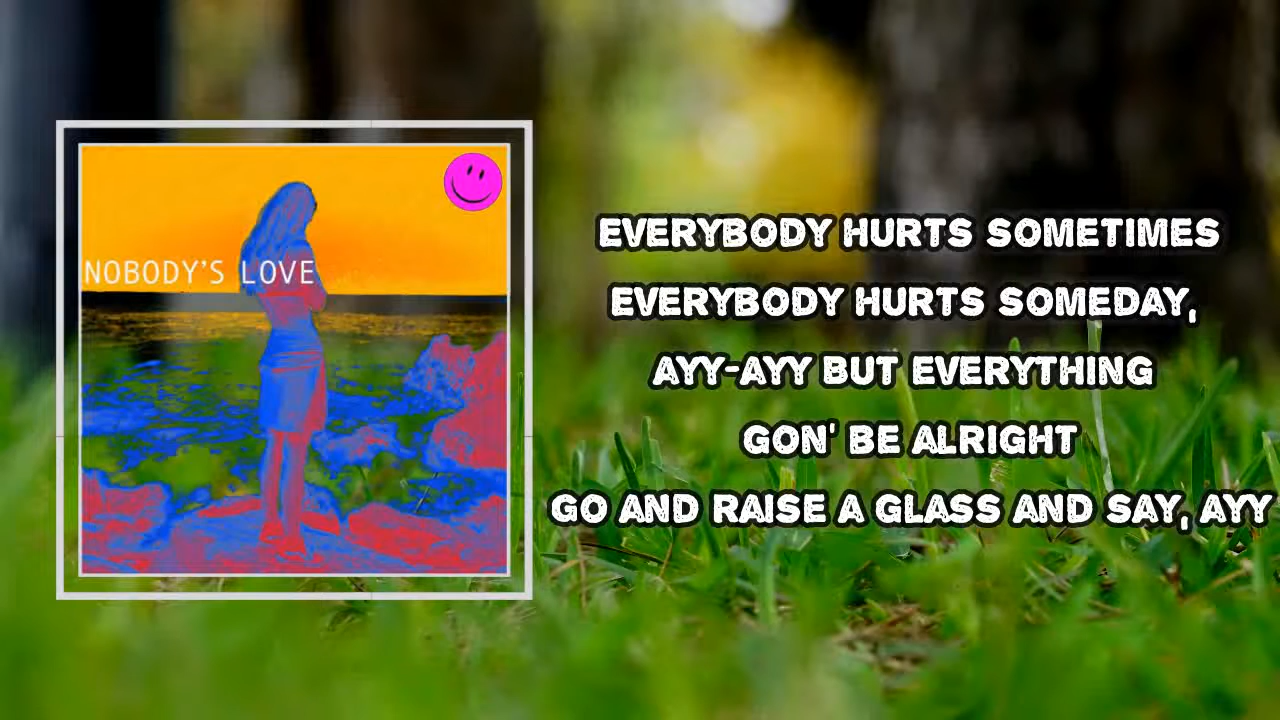 NOBODY'S LOVE
EVERYBODY HURTS SOMETIMES
EVERYBODY HURTS SOMEDAY,
AYY-AYY BUT EVERYTHING
GON' BE ALRIGHT
GO AND RAISE A GLASS AND SAY, AYY